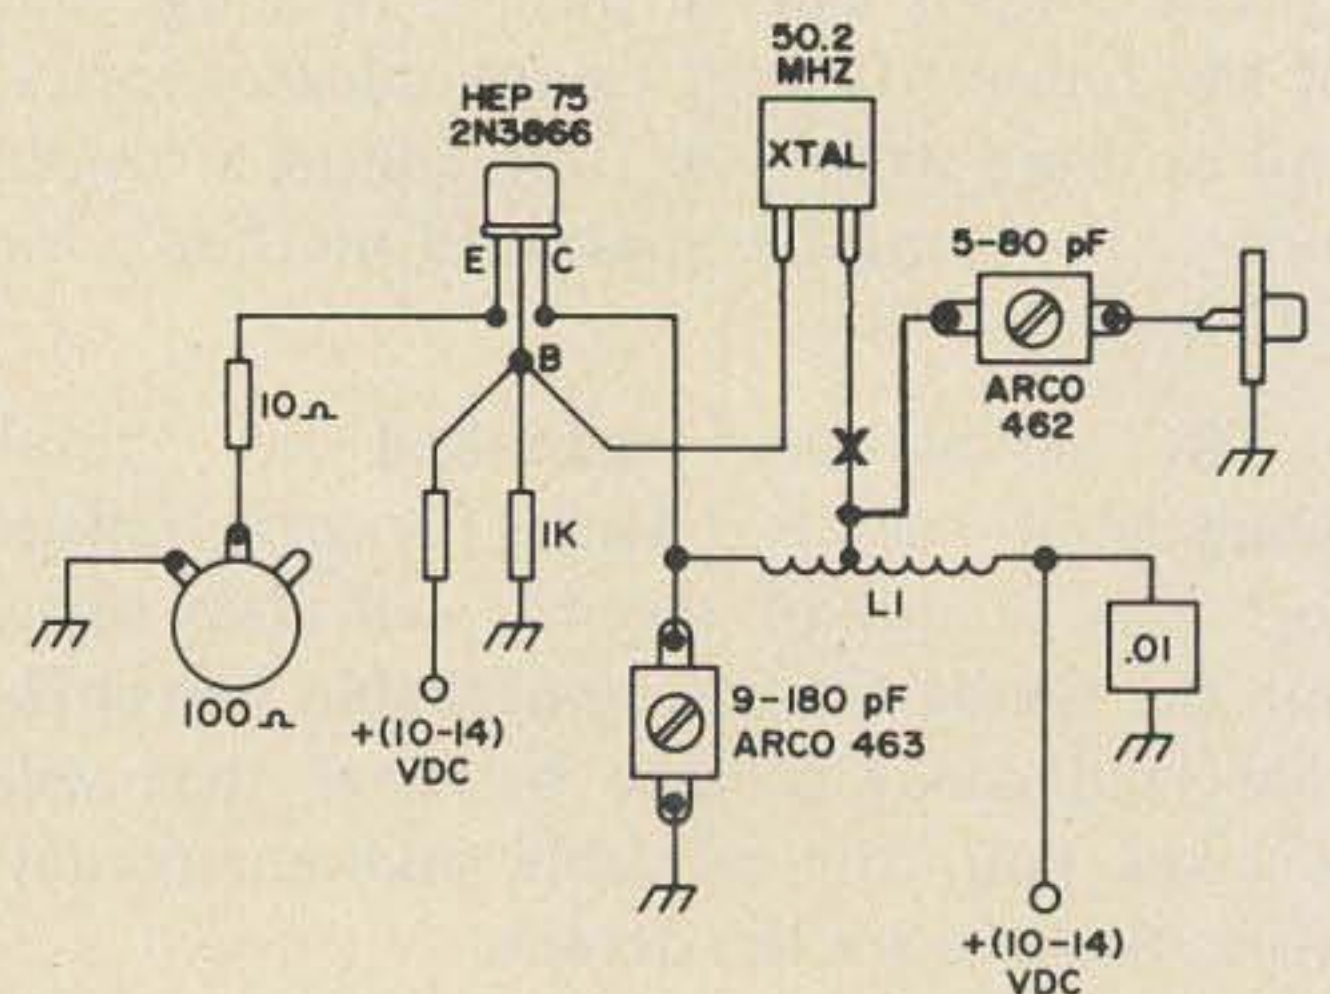 50.2
MHZ
HEP 75
2N3866
XTAL
E
C
B
5-80 pF
ARCO
462
10Ω
X
1K
L1
.01
100Ω
9-180 pF
ARCO 463
+(10-14)
VDC
+(10-14)
VDC